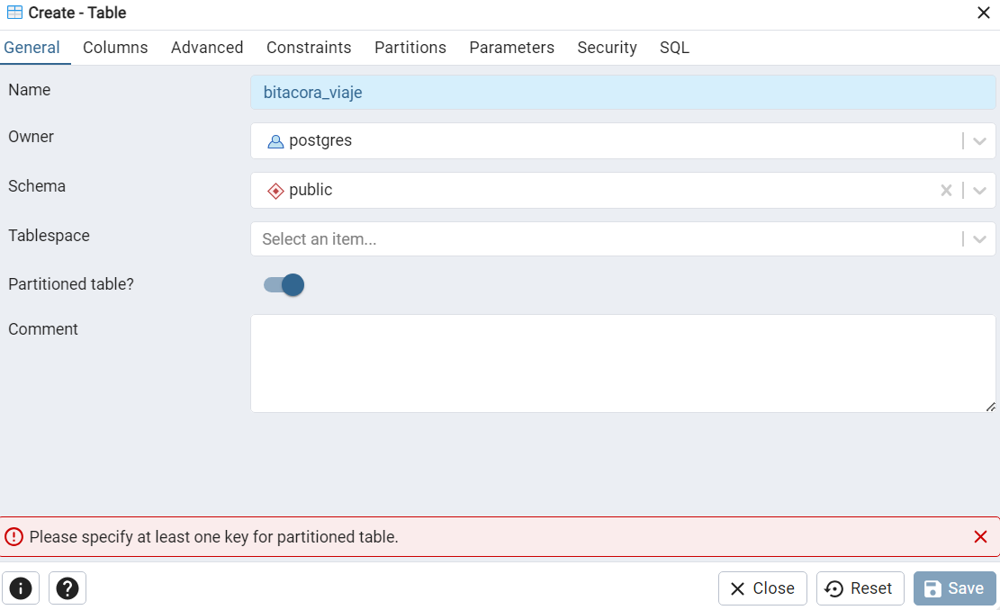 Create - Table
General Columns Advanced Constraints Partitions Parameters Security SQL
Name bitacora_viaje
Owner postgres
Schema public
Tablespace Select an item...
Partitioned table?
Comment
Please specify at least one key for partitioned table.
Close Reset Save